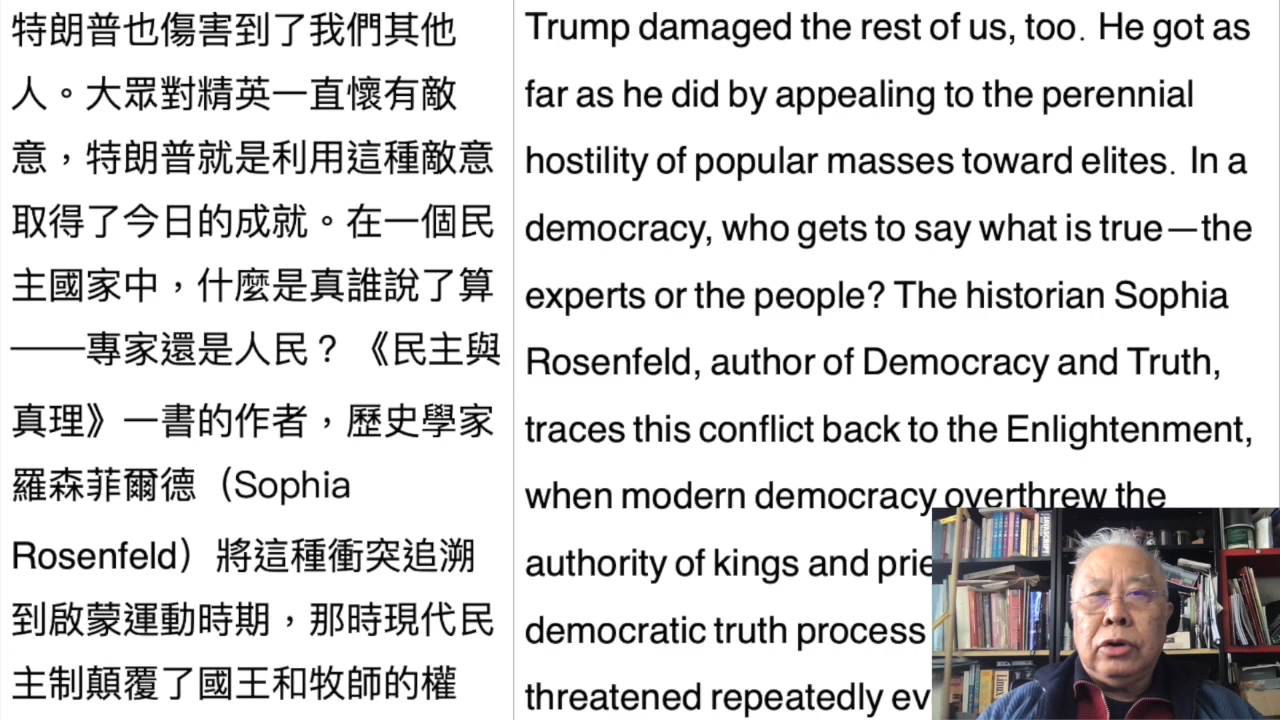 特朗普也傷害到了我們其他
人。大眾對精英一直懷有敵
意，特朗普就是利用這種敵意
取得了今日的成就。在一個民
主國家中，什麼是真誰說了算
——專家還是人民？《民主與
真理》一書的作者，歷史學家
羅森菲爾德（Sophia
Rosenfeld）將這種衝突追溯
到啟蒙運動時期，那時現代民
主制顛覆了國王和牧師的權
Trump damaged the rest of us, too. He got as
far as he did by appealing to the perennial
hostility of popular masses toward elites. In a
democracy, who gets to say what is true—the
experts or the people? The historian Sophia
Rosenfeld, author of Democracy and Truth,
traces this conflict back to the Enlightenment,
when modern democracy overthrew the
authority of kings and
democratic truth process
threatened repeatedly